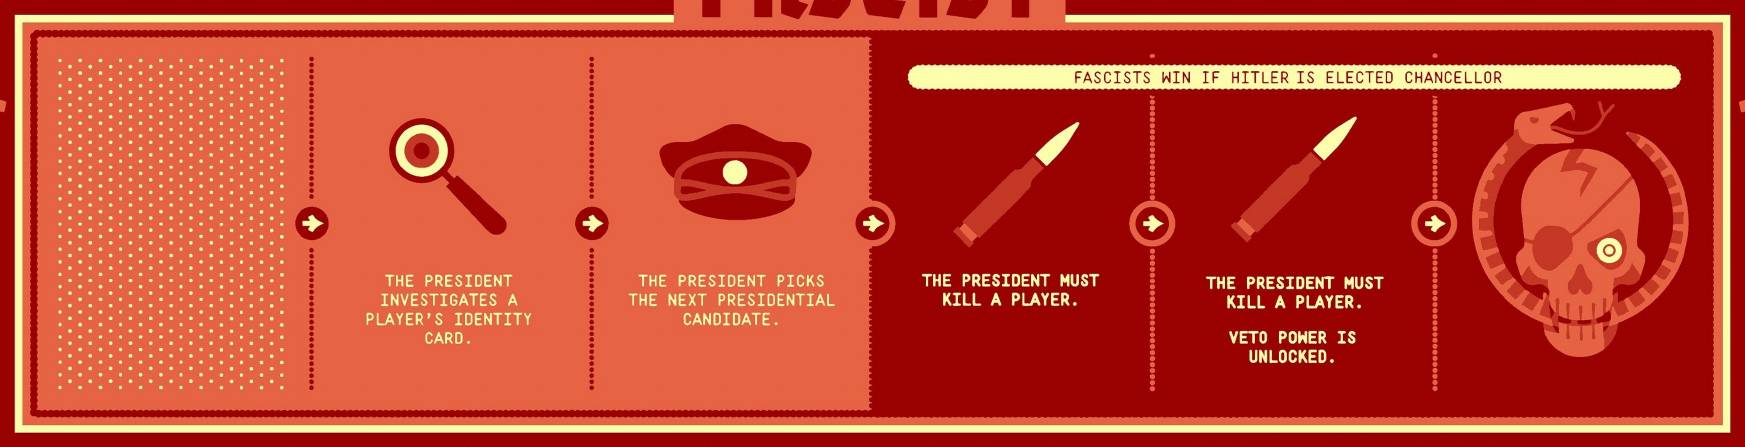 FASCIST
FASCISTS WIN IF HITLER IS ELECTED CHANCELLOR
THE PRESIDENT
INVESTIGATES A
PLAYER'S IDENTITY
CARD.
THE PRESIDENT PICKS
THE NEXT PRESIDENTIAL
CANDIDATE.
THE PRESIDENT MUST
KILL A PLAYER.
THE PRESIDENT MUST
KILL A PLAYER.
VETO POWER IS
UNLOCKED.